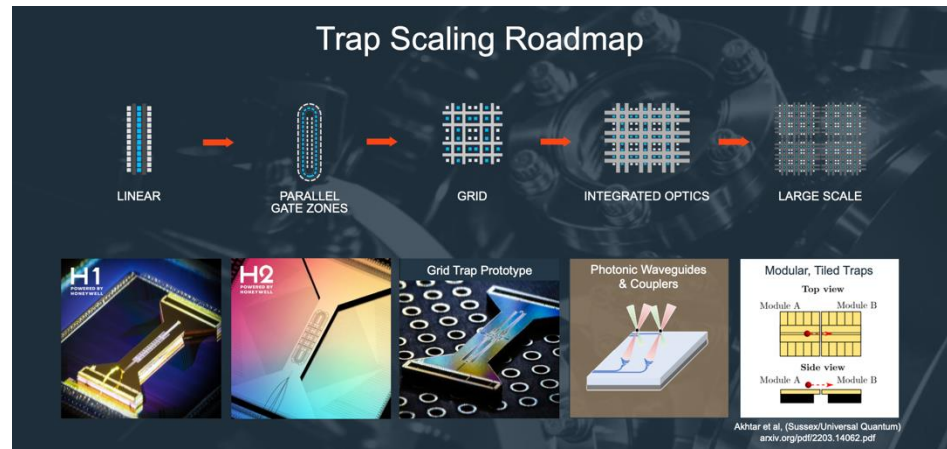 Trap Scaling Roadmap
LINEAR
PARALLEL
GATE ZONES
GRID
INTEGRATED OPTICS
LARGE SCALE
H1
POWERED BY
HONEYWELL
H2
POWERED BY
HONEYWELL
Grid Trap Prototype
Photonic Waveguides
& Couplers
Modular, Tiled Traps
Top view
Module A Module B
Side view
Module A Module B
Akhtar et al, (Sussex/Universal Quantum)
arxiv.org/pdf/2203.14062.pdf